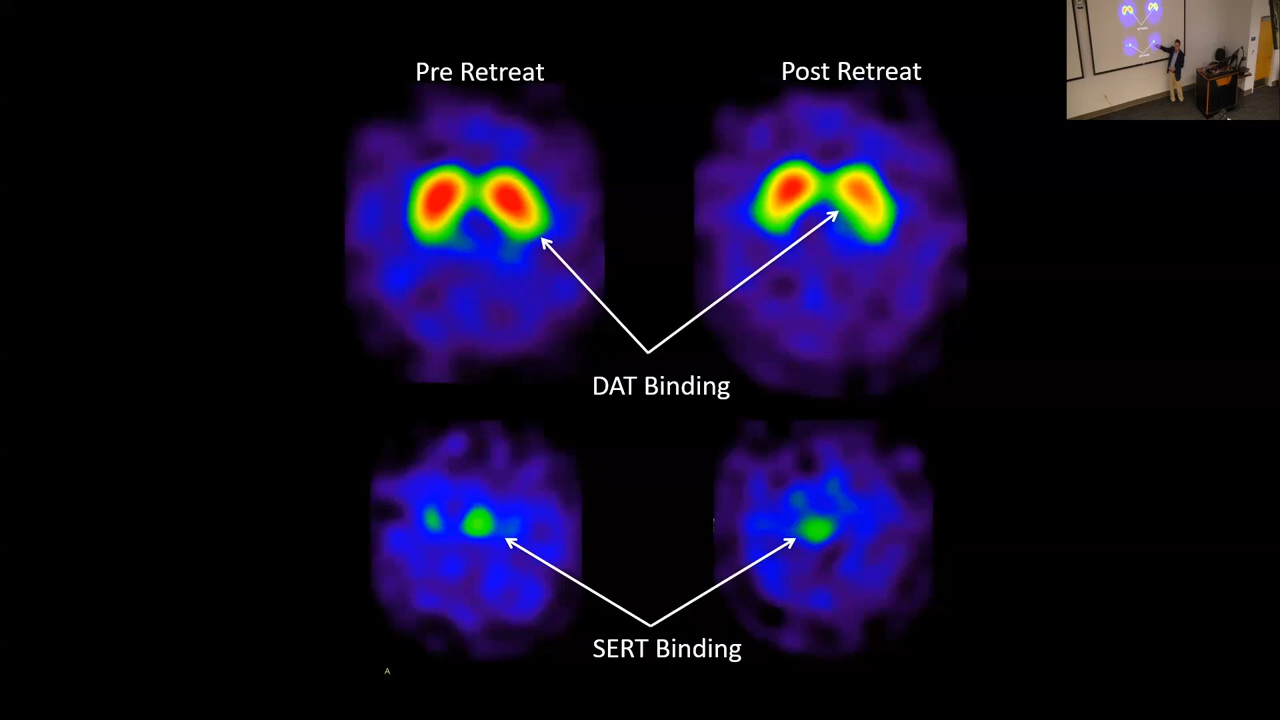 Pre Retreat
Post Retreat
DAT Binding
SERT Binding
A